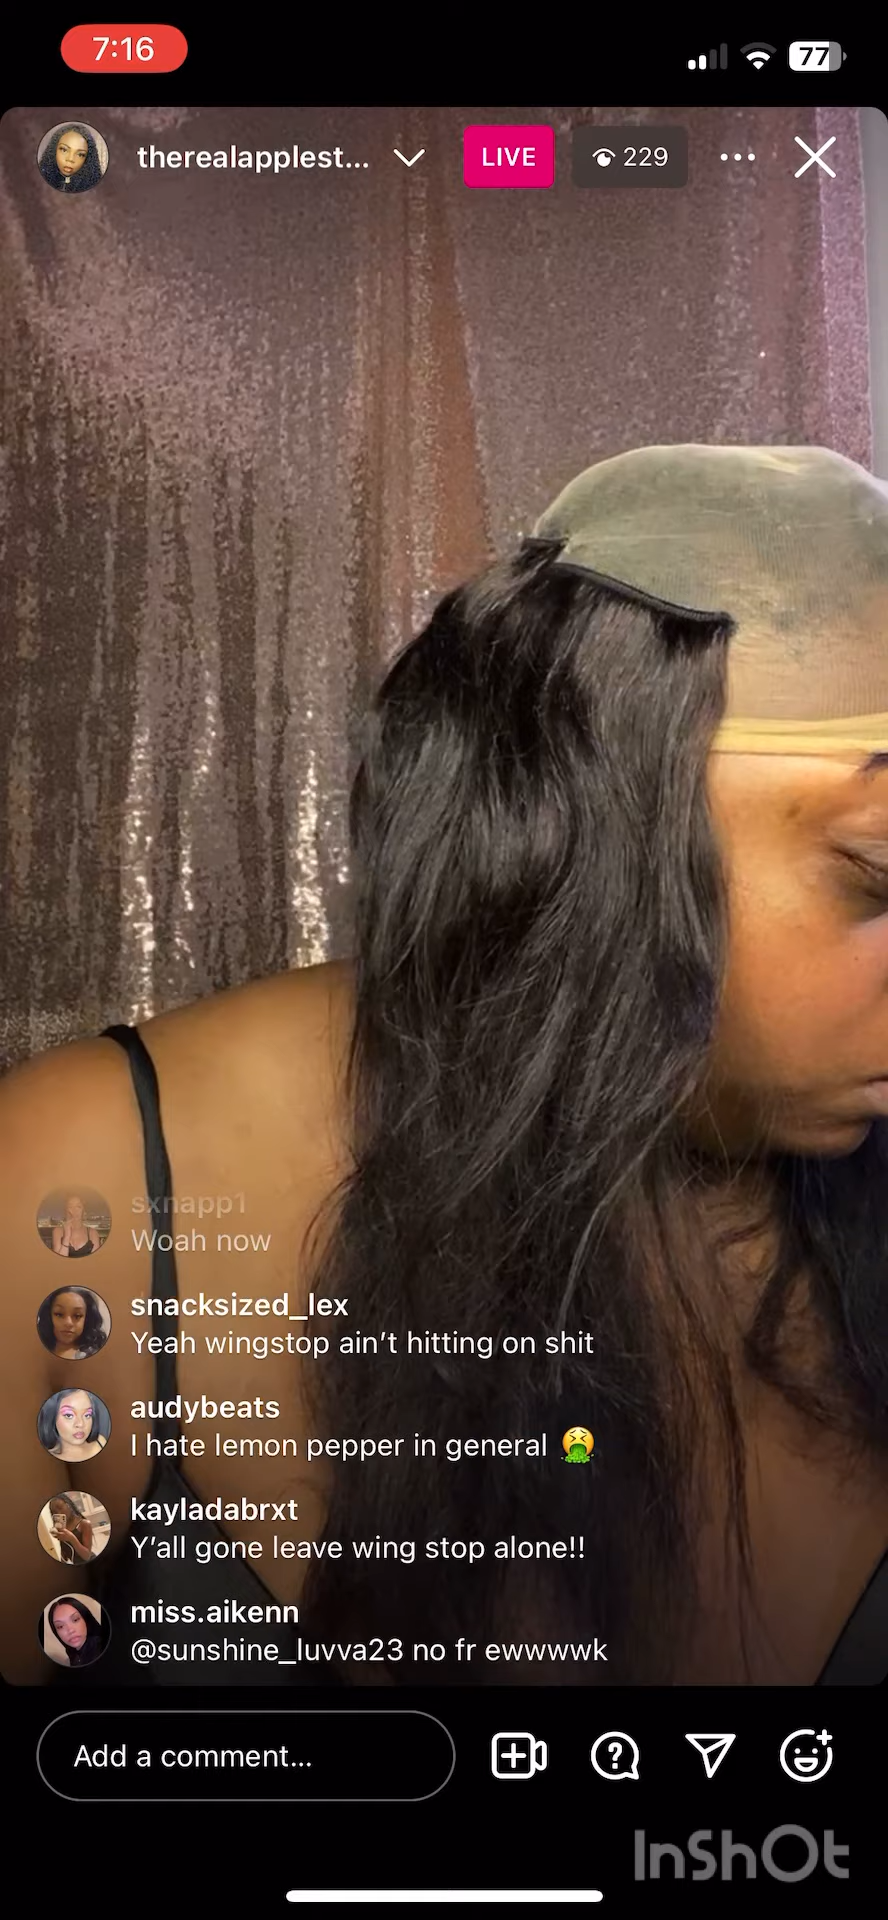 7:16
77
therealapplest...
LIVE
229
sxnapp1
Woah now
snacksized_lex
Yeah wingstop ain’t hitting on shit
audybeats
I hate lemon pepper in general 🤮
kayladabrxt
Y’all gone leave wing stop alone!!
miss.aikenn
@sunshine_luvva23 no fr ewwwwk
Add a comment...
InShOt